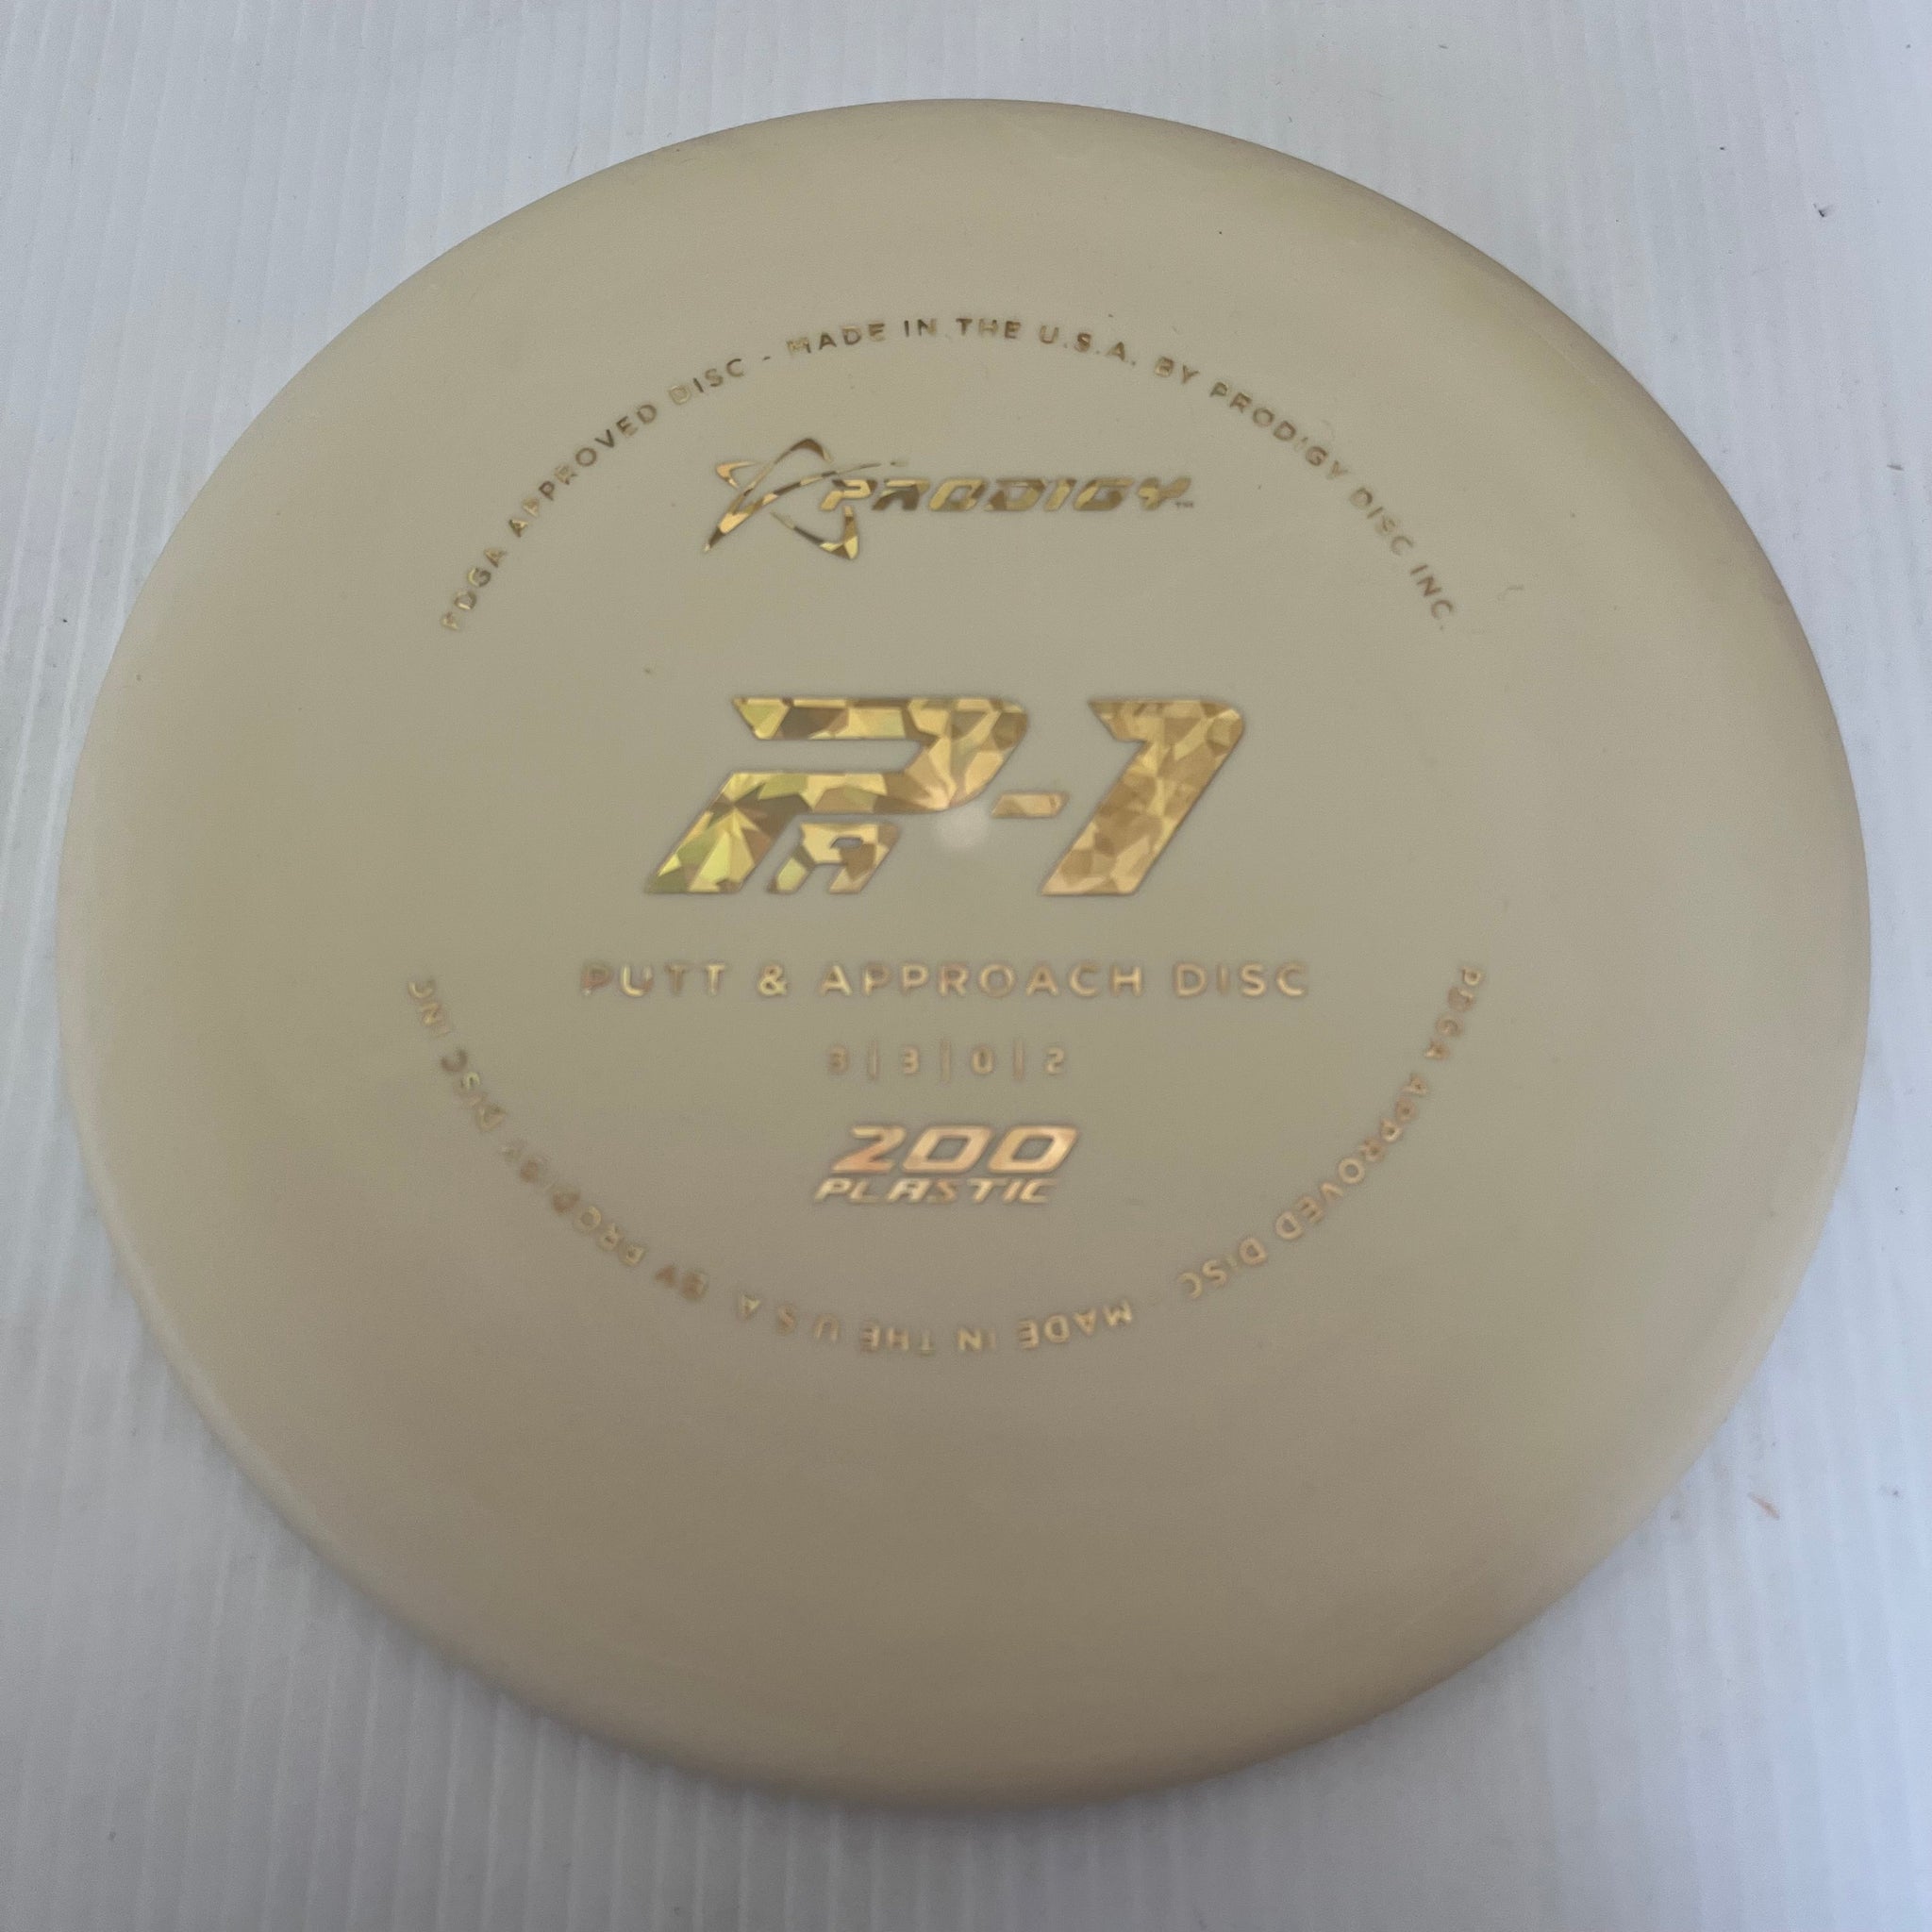 PDGA APPROVED DISC - MADE IN THE U.S.A. BY PRODIGY DISC INC.
PRODIGY™
PA-1
PUTT & APPROACH DISC
3|3|0|2
200
PLASTIC
PDGA APPROVED DISC - MADE IN THE U.S.A. BY PRODIGY DISC INC.